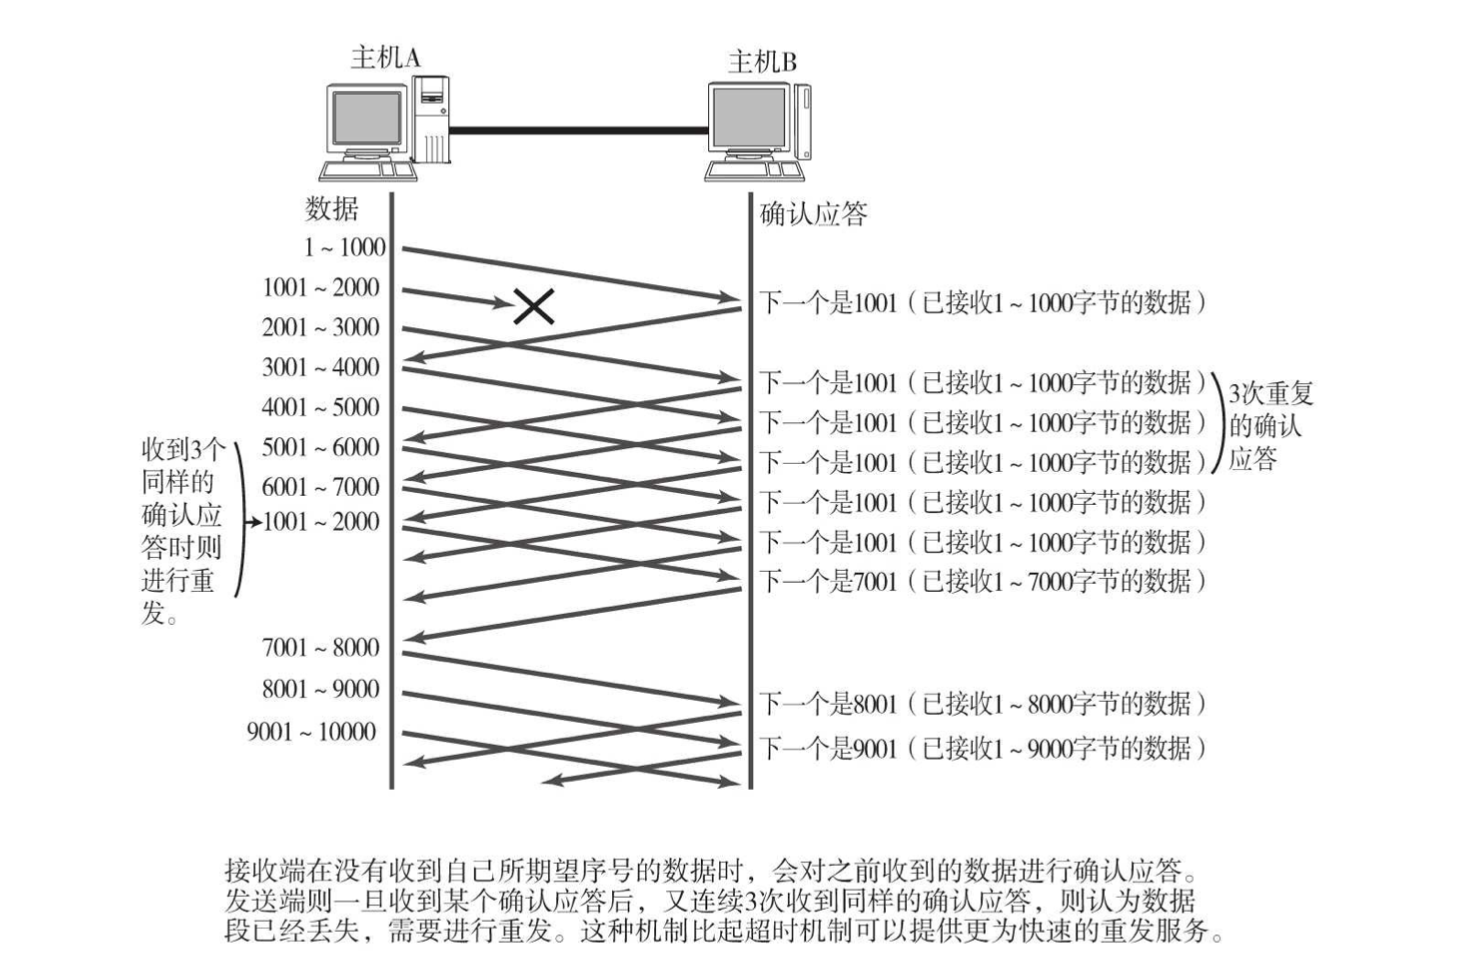 主机A
主机B
数据
确认应答
1～1000
1001～2000
下一个是1001（已接收1～1000字节的数据）
2001～3000
3001～4000
下一个是1001（已接收1～1000字节的数据）
3次重复
的确认
应答
4001～5000
下一个是1001（已接收1～1000字节的数据）
收到3个
同样的
确认应
答时则
进行重
发。
5001～6000
下一个是1001（已接收1～1000字节的数据）
6001～7000
下一个是1001（已接收1～1000字节的数据）
1001～2000
下一个是1001（已接收1～1000字节的数据）
下一个是7001（已接收1～7000字节的数据）
7001～8000
8001～9000
下一个是8001（已接收1～8000字节的数据）
9001～10000
下一个是9001（已接收1～9000字节的数据）
接收端在没有收到自己所期望序号的数据时，会对之前收到的数据进行确认应答。
发送端则一旦收到某个确认应答后，又连续3次收到同样的确认应答，则认为数据
段已经丢失，需要进行重发。这种机制比起超时机制可以提供更为快速的重发服务。